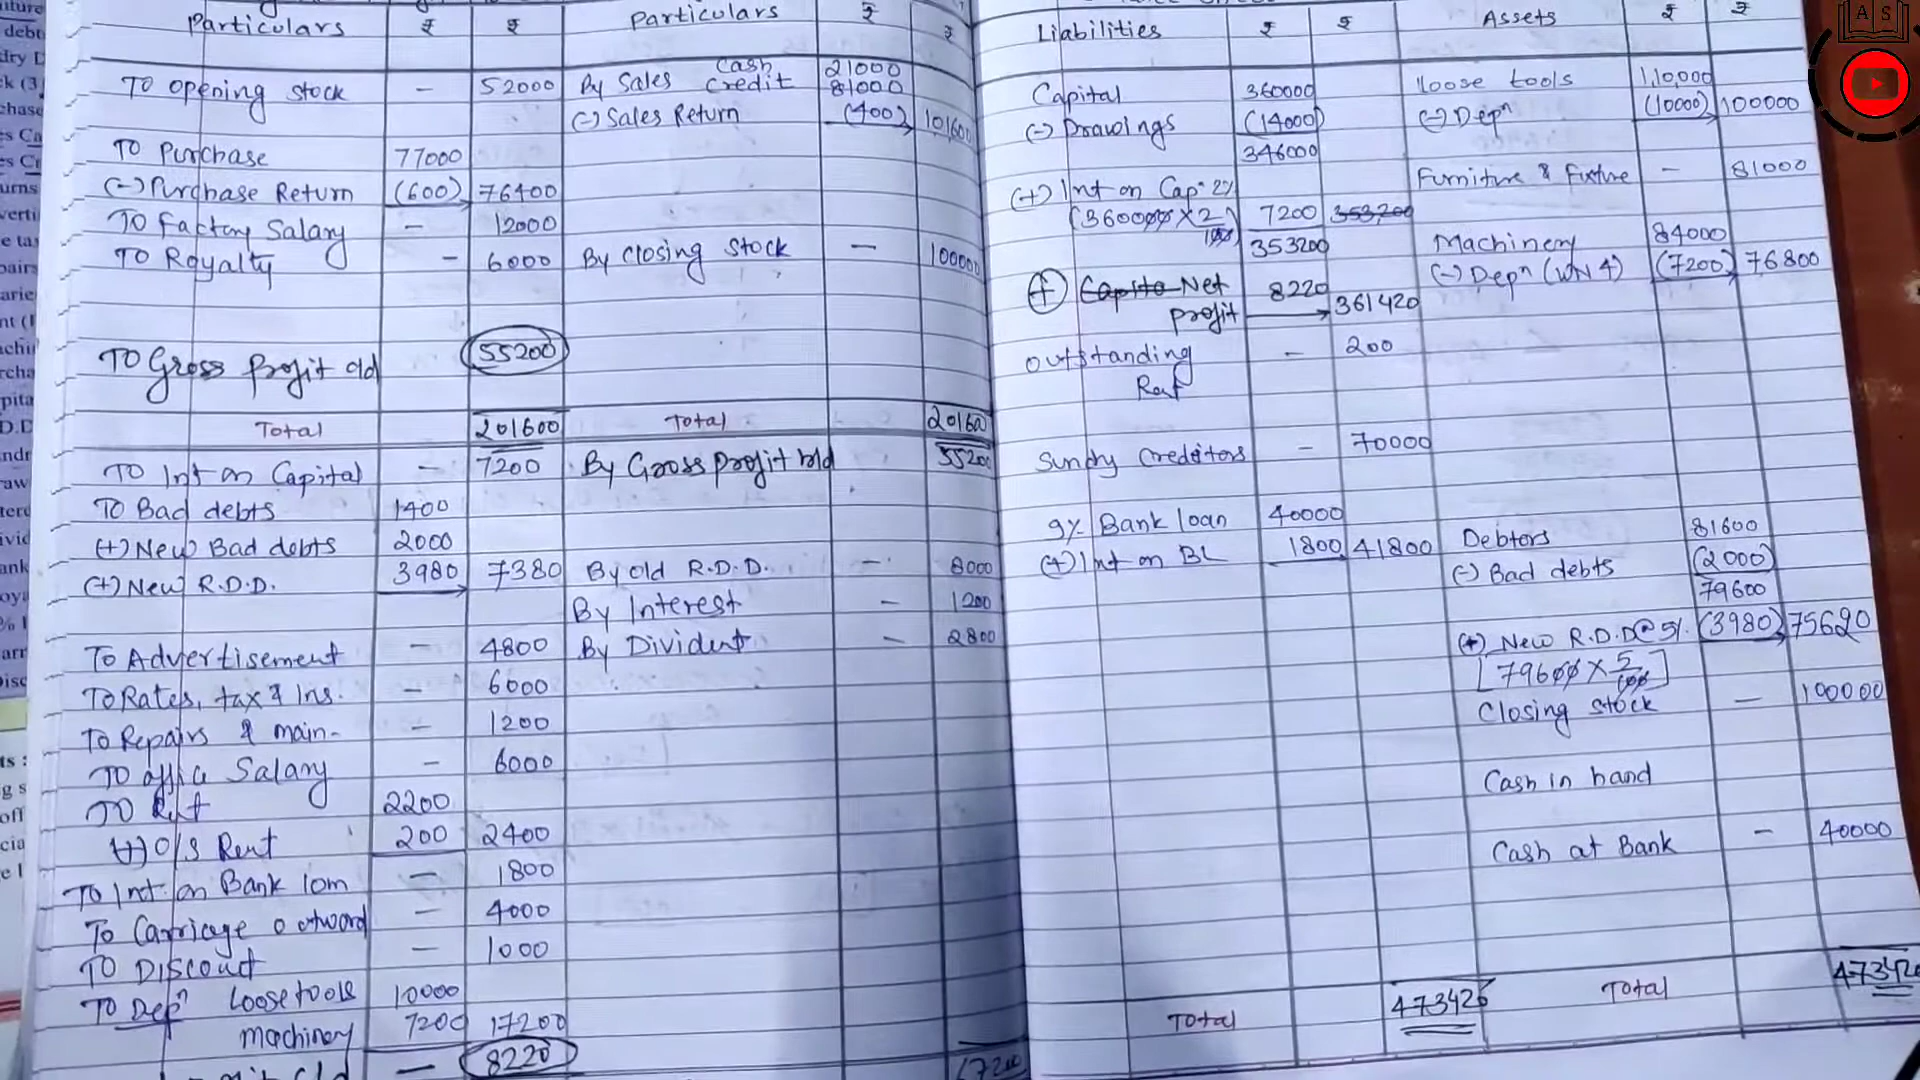 Particulars ₹ ₹ Particulars ₹ ₹
To opening stock - 52000 By Sales Cash 21000
Credit 81000
(-) Sales Return (400) 101600
To Purchase 77000
(-) Purchase Return (600) 76400
To Factory Salary - 12000
To Royalty - 6000 By Closing Stock - 100000
To Gross Profit c/d 55200
Total 201600 Total 201600
To Int on Capital - 7200 By Gross profit b/d 55200
To Bad debts 1400
(+) New Bad debts 2000
(+) New R.D.D. 3980 7380 By old R.D.D. - 8000
By Interest - 1200
To Advertisement - 4800 By Divident - 2800
To Rates, tax & Ins. - 6000
To Repairs & main- - 1200
To office Salary - 6000
To Rent 2200
(+) O/S Rent 200 2400
To Int. on Bank loan - 1800
To Carriage outward - 4000
To Discount - 1000
To Depn Loose tools 10000
machinery 7200 17200
- 8220
Liabilities ₹ ₹ Assets ₹ ₹
Capital 360000
(-) Drawings (14000)
346000
(+) Int on Cap. 2%
(360000 x 2/100) 7200 353200
353200
(+) Capita Net profit 8220 361420
Outstanding Rent - 200
Sundry Creditors - 70000
9% Bank loan 40000
(+) Int on BL 1800 41800
Total 473420
Loose tools 1,10,000
(-) Depn (10000) 100000
Furniture & Fixture - 81000
Machinery 84000
(-) Depn (WN 4) (7200) 76800
Debtors 81600
(-) Bad debts (2000)
79600
(+) New R.D.D@5% (3980) 75620
[79600 x 5/100]
Closing stock - 100000
Cash in hand
Cash at Bank - 40000
Total 473420
AS